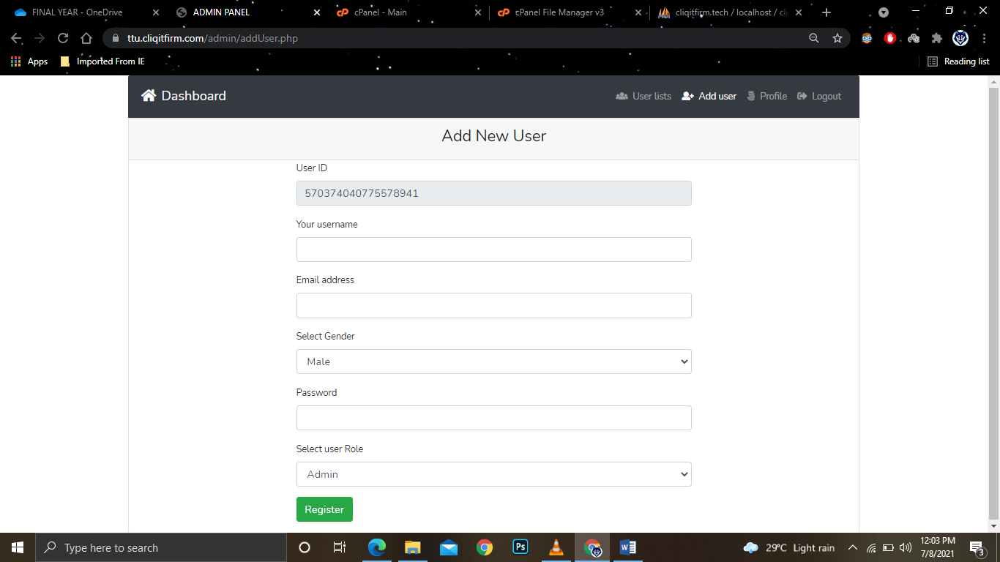 FINAL YEAR - OneDrive
ADMIN PANEL
cPanel - Main
cPanel File Manager v3
cliqitfirm.tech / localhost / cli
ttu.cliqitfirm.com/admin/addUser.php
Apps
Imported From IE
Reading list
Dashboard
User lists
Add user
Profile
Logout
Add New User
User ID
570374040775578941
Your username
Email address
Select Gender
Male
Password
Select user Role
Admin
Register
Type here to search
Ps
29°C Light rain
12:03 PM
7/8/2021
3